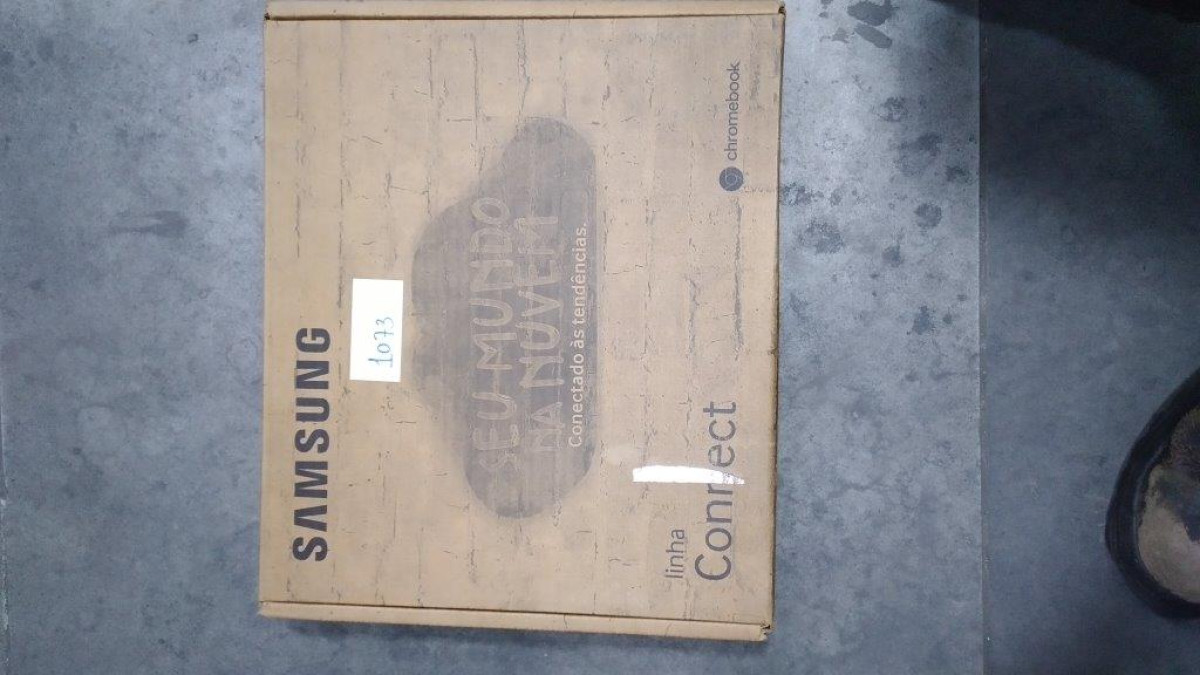 SAMSUNG
1073
SEU MUNDO
NA NUVEM
Conectado às tendências.
linha
Connect
chromebook